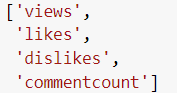 ['views',
'likes',
'dislikes',
'commentcount']